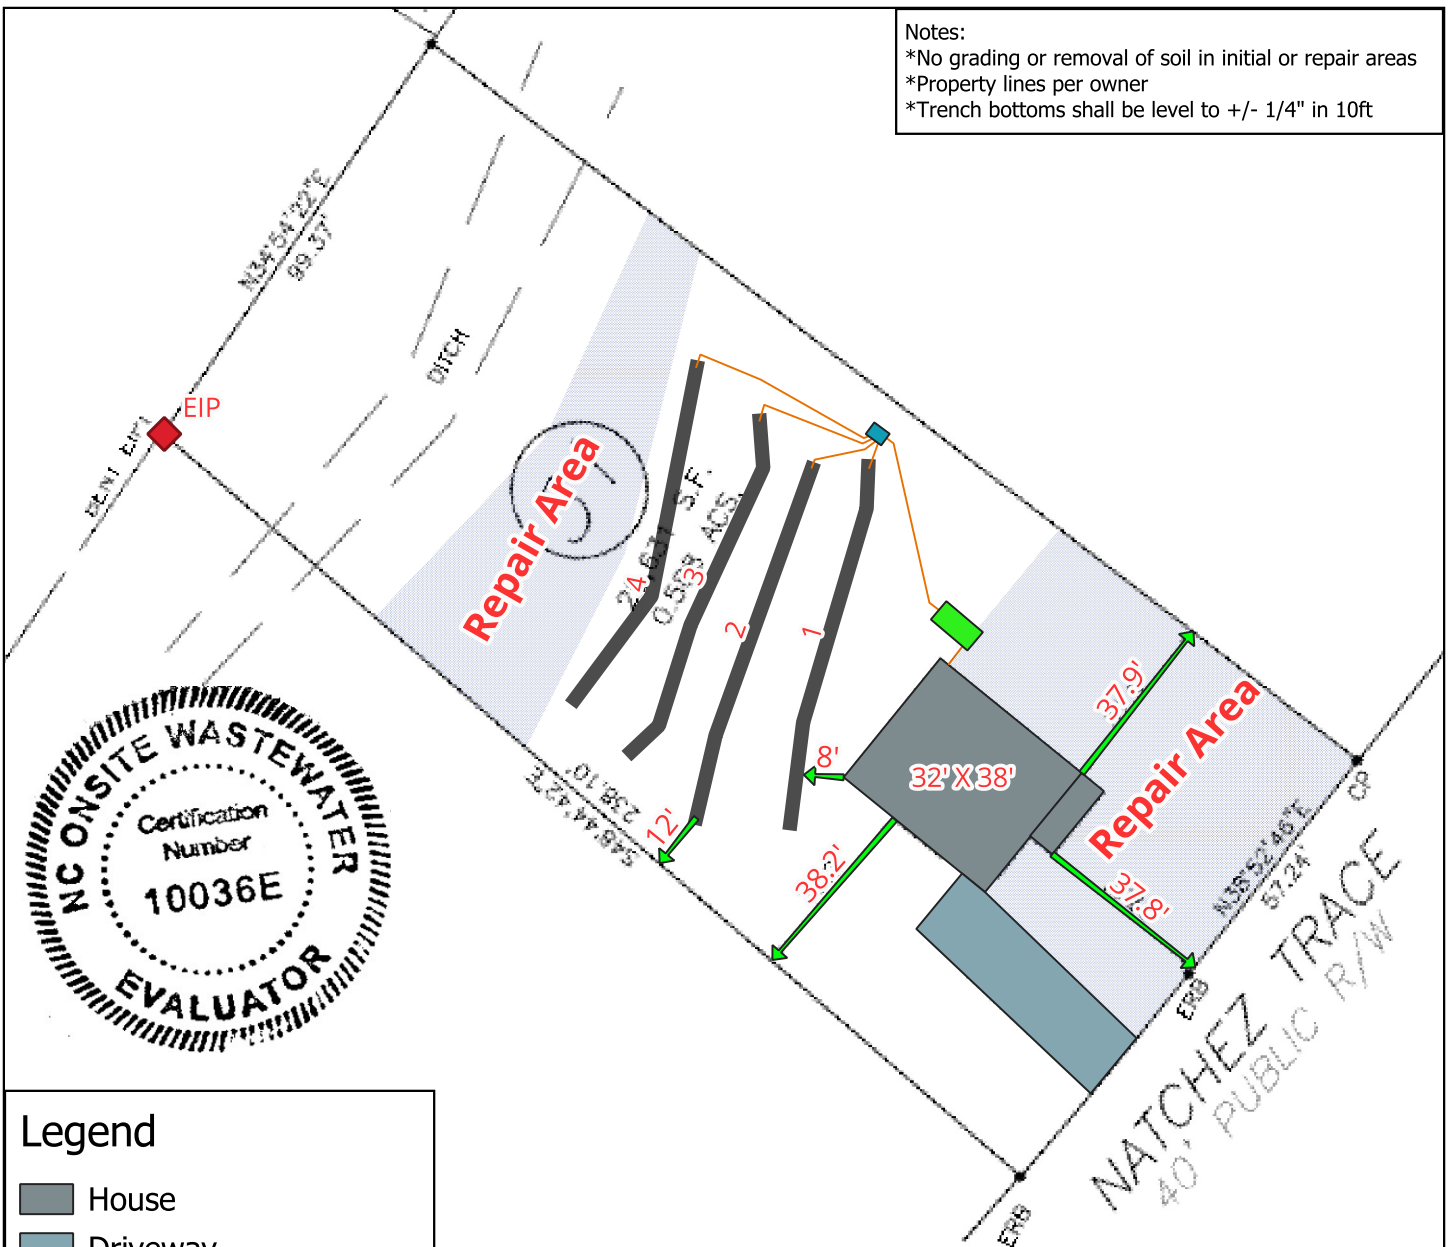 Notes:
*No grading or removal of soil in initial or repair areas
*Property lines per owner
*Trench bottoms shall be level to +/- 1/4" in 10ft
N34°54'22"E
99.37'
DITCH
EIP
Repair Area
S.F.
ACS.
4
3
2
1
8'
12'
38.2'
32' X 38'
37.9'
37.8'
Repair Area
S48°44'42"E
238.10'
N38°52'46"E
57.24'
CP
ERB
ERB
NATCHEZ TRACE
40' PUBLIC R/W
NC ONSITE WASTEWATER
Certification
Number
10036E
EVALUATOR
Legend
House
Driveway